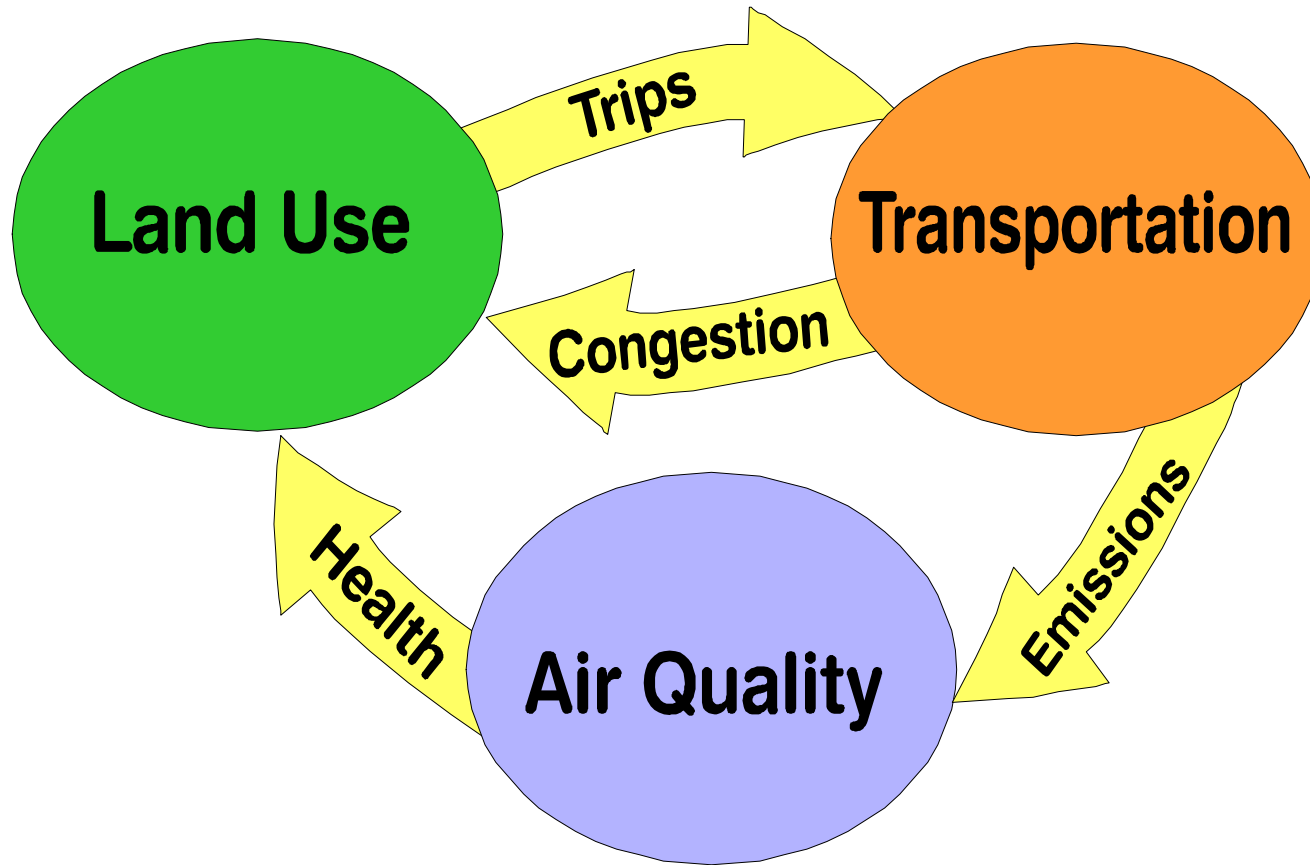 Trips
Land Use
Transportation
Congestion
Emissions
Health
Air Quality